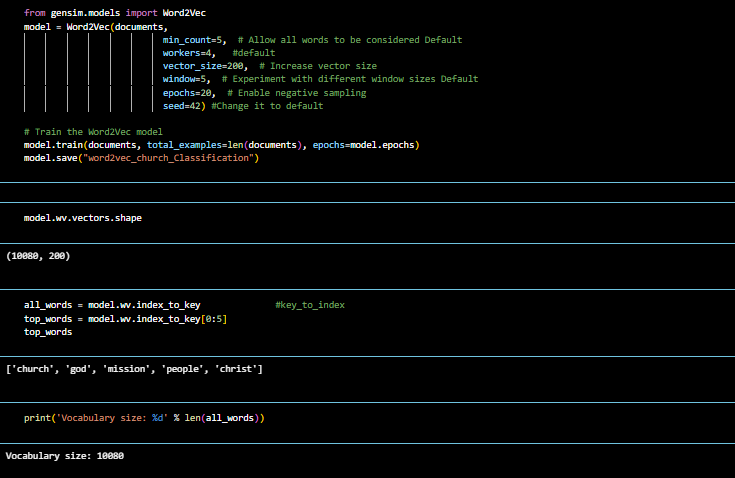 from gensim.models import Word2Vec
model = Word2Vec(documents,
min_count=5,  # Allow all words to be considered Default
workers=4,   #default
vector_size=200,  # Increase vector size
window=5,  # Experiment with different window sizes Default
epochs=20,  # Enable negative sampling
seed=42) #Change it to default
# Train the Word2Vec model
model.train(documents, total_examples=len(documents), epochs=model.epochs)
model.save("word2vec_church_Classification")
model.wv.vectors.shape
(10080, 200)
all_words = model.wv.index_to_key             #key_to_index
top_words = model.wv.index_to_key[0:5]
top_words
['church', 'god', 'mission', 'people', 'christ']
print('Vocabulary size: %d' % len(all_words))
Vocabulary size: 10080